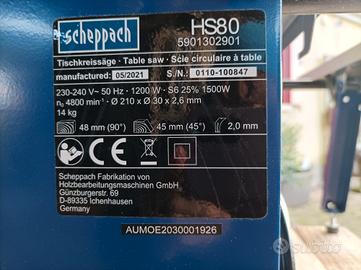 scheppach
HS80
5901302901
Tischkreissäge - Table saw - Scie circulaire à table
manufactured: 05/2021 S/N.: 0110-100847
230-240 V~ 50 Hz · 1200 W · S6 25% 1500W
n₀ 4800 min⁻¹ · Ø 210 x Ø 30 x 2,6 mm
14 kg
48 mm (90°) 45 mm (45°) 2,0 mm
CE
Scheppach Fabrikation von
Holzbearbeitungsmaschinen GmbH
Günzburgerstr. 69
D-89335 Ichenhausen
Germany
AUMOE2030001926
subito